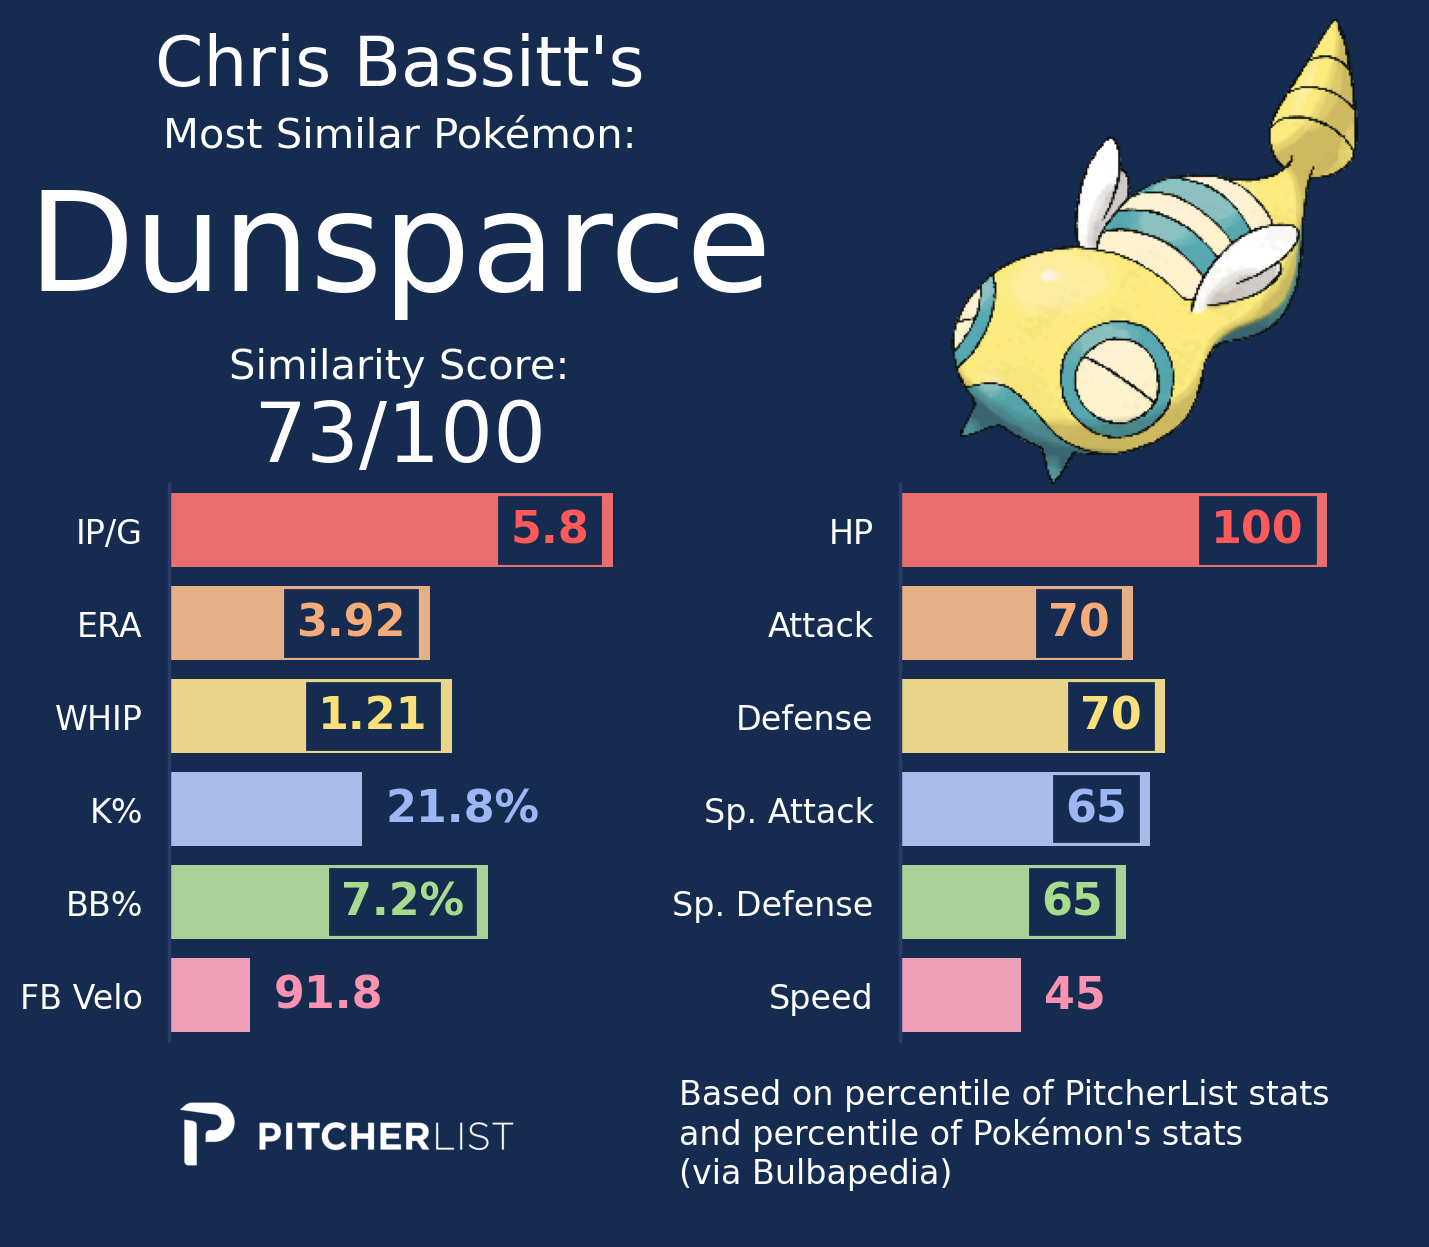 Chris Bassitt's
Most Similar Pokémon:
Dunsparce
Similarity Score:
73/100
IP/G 5.8
ERA 3.92
WHIP 1.21
K% 21.8%
BB% 7.2%
FB Velo 91.8
HP 100
Attack 70
Defense 70
Sp. Attack 65
Sp. Defense 65
Speed 45
PITCHERLIST
Based on percentile of PitcherList stats
and percentile of Pokémon's stats
(via Bulbapedia)